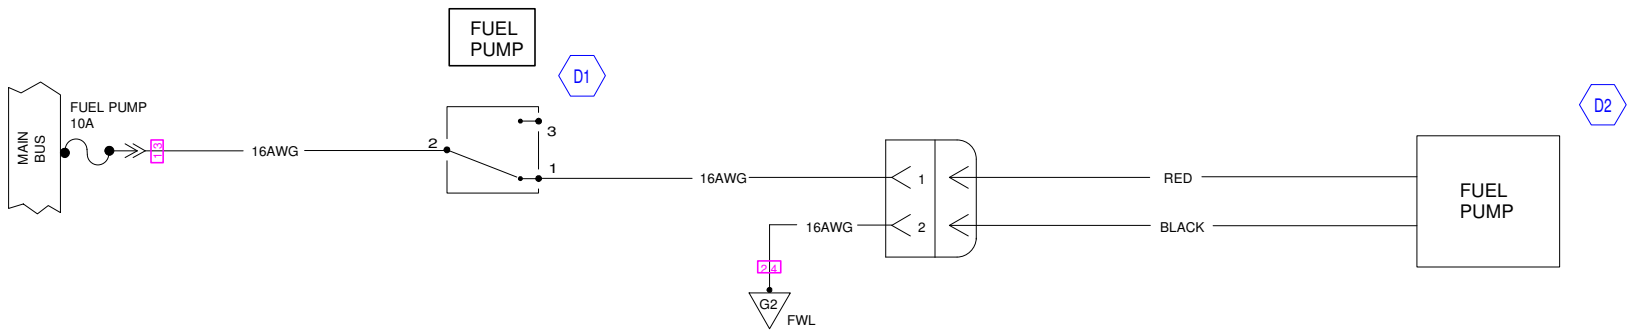 FUEL
PUMP
D1
D2
MAIN
BUS
FUEL PUMP
10A
13
16AWG
2
3
1
16AWG
1
RED
FUEL
PUMP
16AWG
2
BLACK
24
G2
FWL